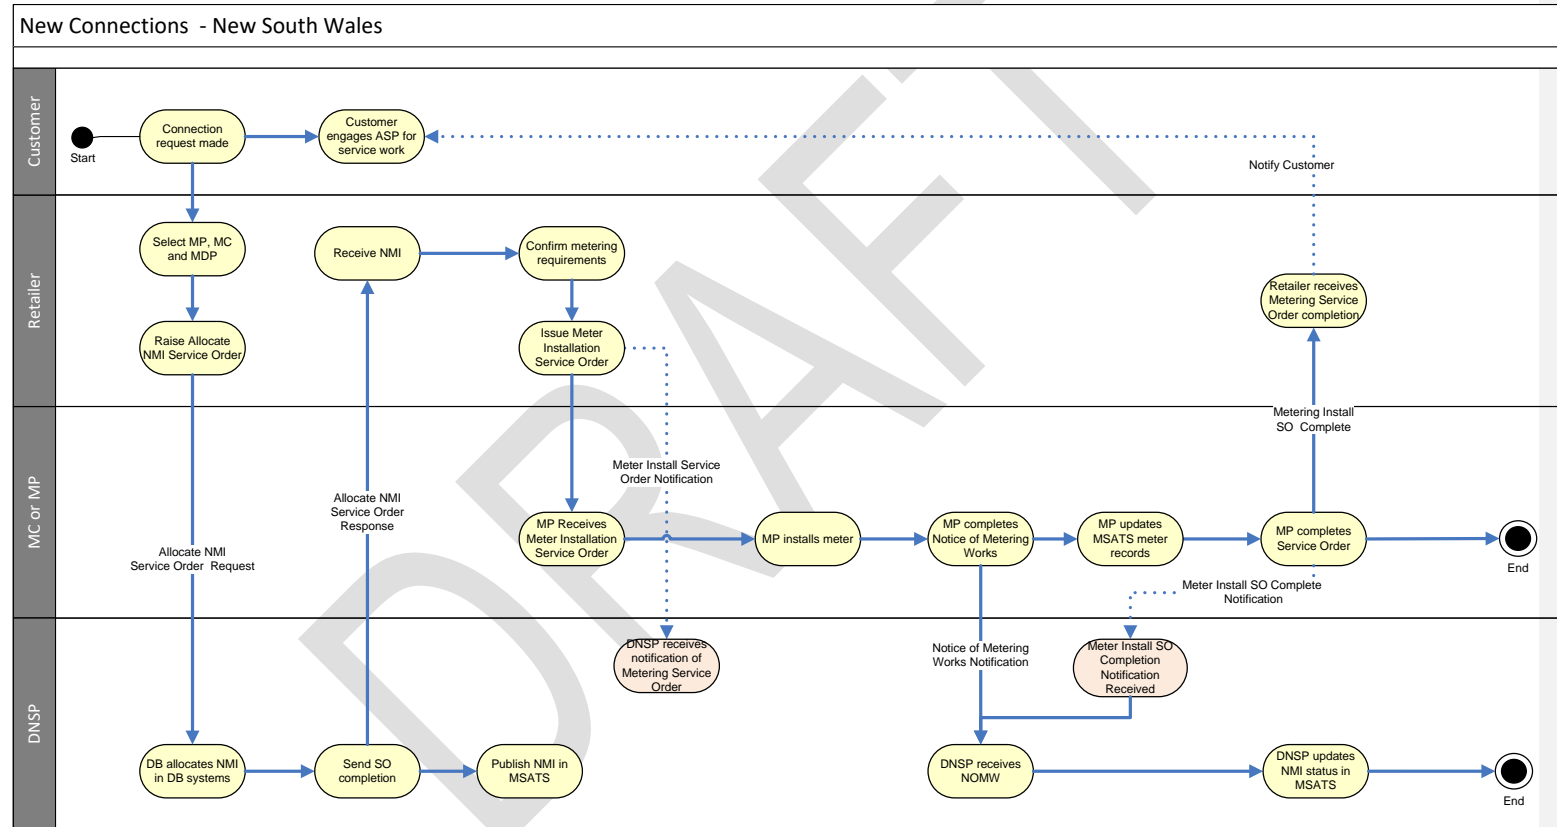 New Connections  - New South Wales
Customer
Start
Connection
request made
Customer
engages ASP for
service work
Notify Customer
Retailer
Select MP, MC
and MDP
Receive NMI
Confirm metering
requirements
Raise Allocate
NMI Service Order
Issue Meter
Installation
Service Order
Retailer receives
Metering Service
Order completion
MC or MP
Allocate NMI
Service Order  Request
Allocate NMI
Service Order
Response
Meter Install Service
Order Notification
Metering Install
SO  Complete
MP Receives
Meter Installation
Service Order
MP installs meter
MP completes
Notice of Metering
Works
MP updates
MSATS meter
records
MP completes
Service Order
End
Meter Install SO Complete
Notification
DNSP
DNSP receives
notification of
Metering Service
Order
Notice of Metering
Works Notification
Meter Install SO
Completion
Notification
Received
DB allocates NMI
in DB systems
Send SO
completion
Publish NMI in
MSATS
DNSP receives
NOMW
DNSP updates
NMI status in
MSATS
End
DRAFT